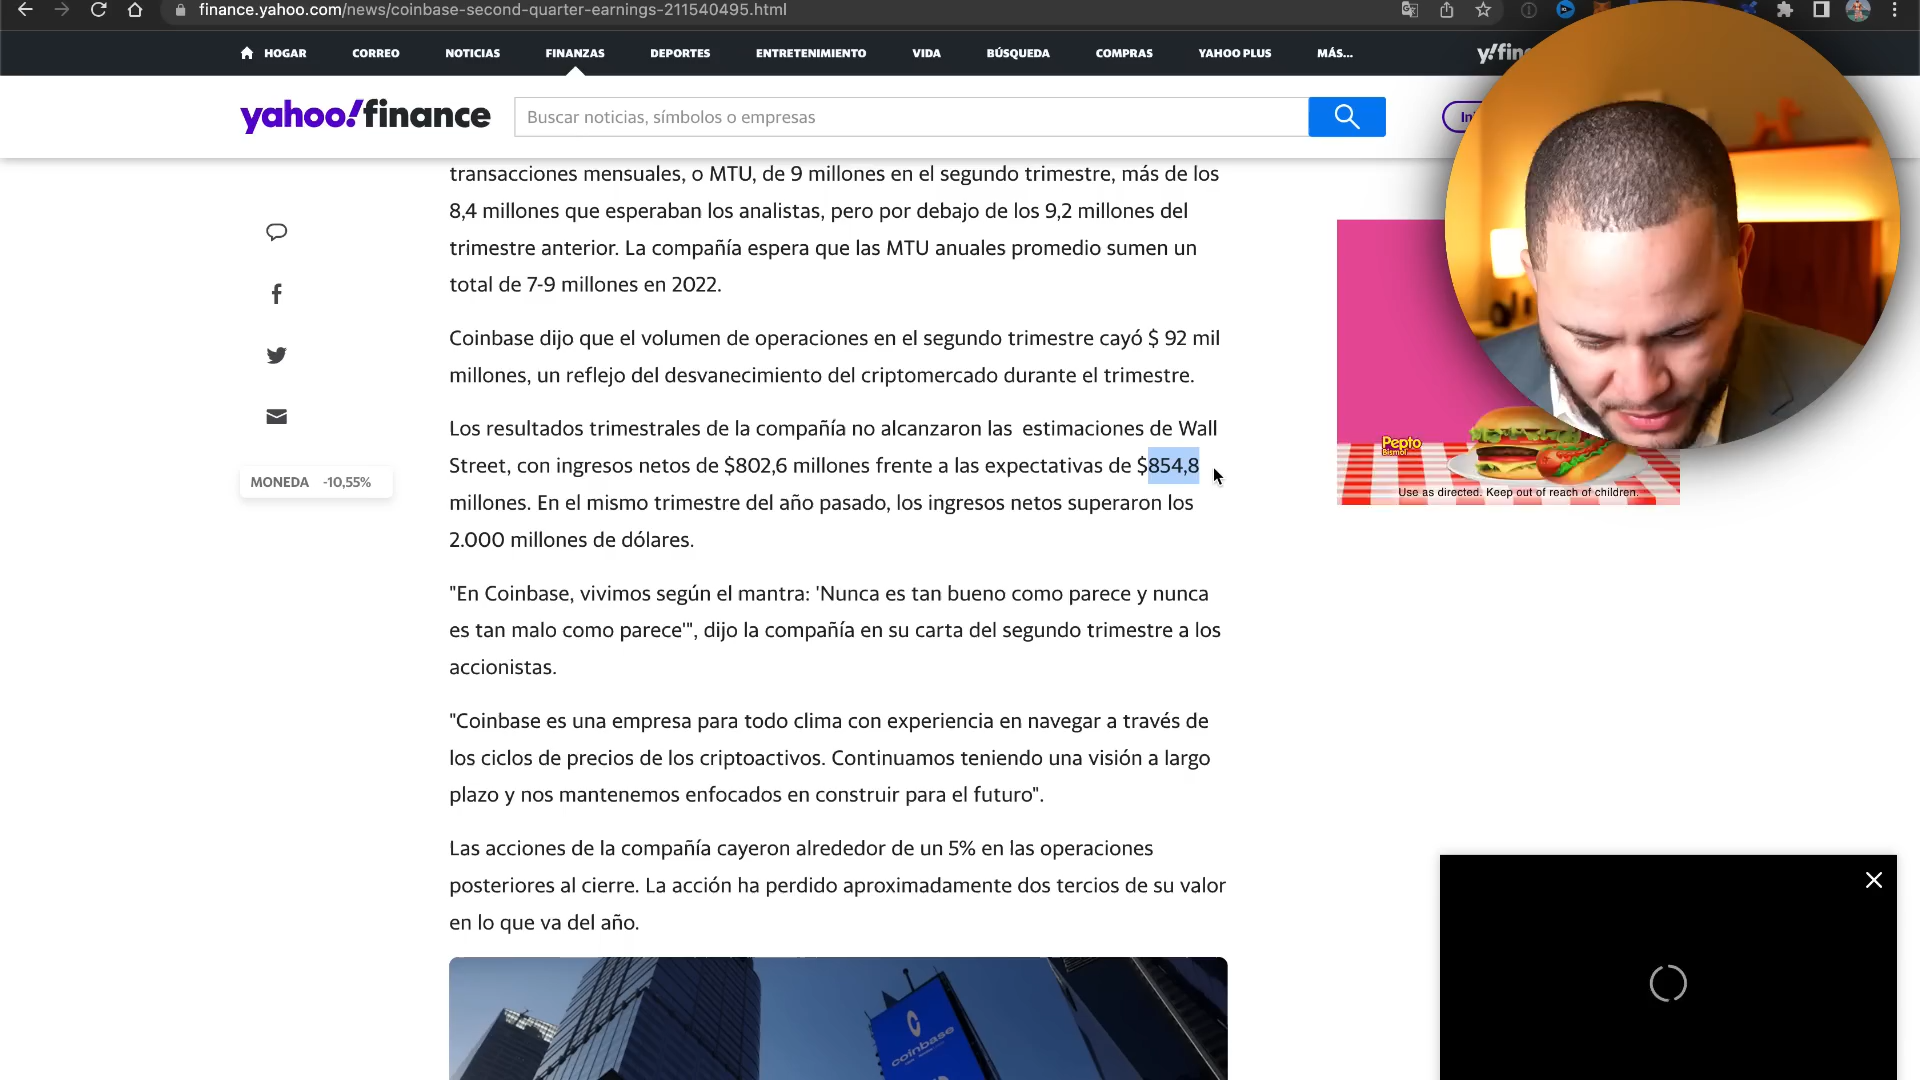 finance.yahoo.com/news/coinbase-second-quarter-earnings-211540495.html
HOGAR CORREO NOTICIAS FINANZAS DEPORTES ENTRETENIMIENTO VIDA BÚSQUEDA COMPRAS YAHOO PLUS MÁS...
yahoo!finance
Buscar noticias, símbolos o empresas
transacciones mensuales, o MTU, de 9 millones en el segundo trimestre, más de los
8,4 millones que esperaban los analistas, pero por debajo de los 9,2 millones del
trimestre anterior. La compañía espera que las MTU anuales promedio sumen un
total de 7-9 millones en 2022.
Coinbase dijo que el volumen de operaciones en el segundo trimestre cayó $ 92 mil
millones, un reflejo del desvanecimiento del criptomercado durante el trimestre.
Los resultados trimestrales de la compañía no alcanzaron las estimaciones de Wall
Street, con ingresos netos de $802,6 millones frente a las expectativas de $854,8
millones. En el mismo trimestre del año pasado, los ingresos netos superaron los
2.000 millones de dólares.
MONEDA -10,55%
"En Coinbase, vivimos según el mantra: 'Nunca es tan bueno como parece y nunca
es tan malo como parece'", dijo la compañía en su carta del segundo trimestre a los
accionistas.
"Coinbase es una empresa para todo clima con experiencia en navegar a través de
los ciclos de precios de los criptoactivos. Continuamos teniendo una visión a largo
plazo y nos mantenemos enfocados en construir para el futuro".
Las acciones de la compañía cayeron alrededor de un 5% en las operaciones
posteriores al cierre. La acción ha perdido aproximadamente dos tercios de su valor
en lo que va del año.
Pepto
Bismol
Use as directed. Keep out of reach of children.
coinbase